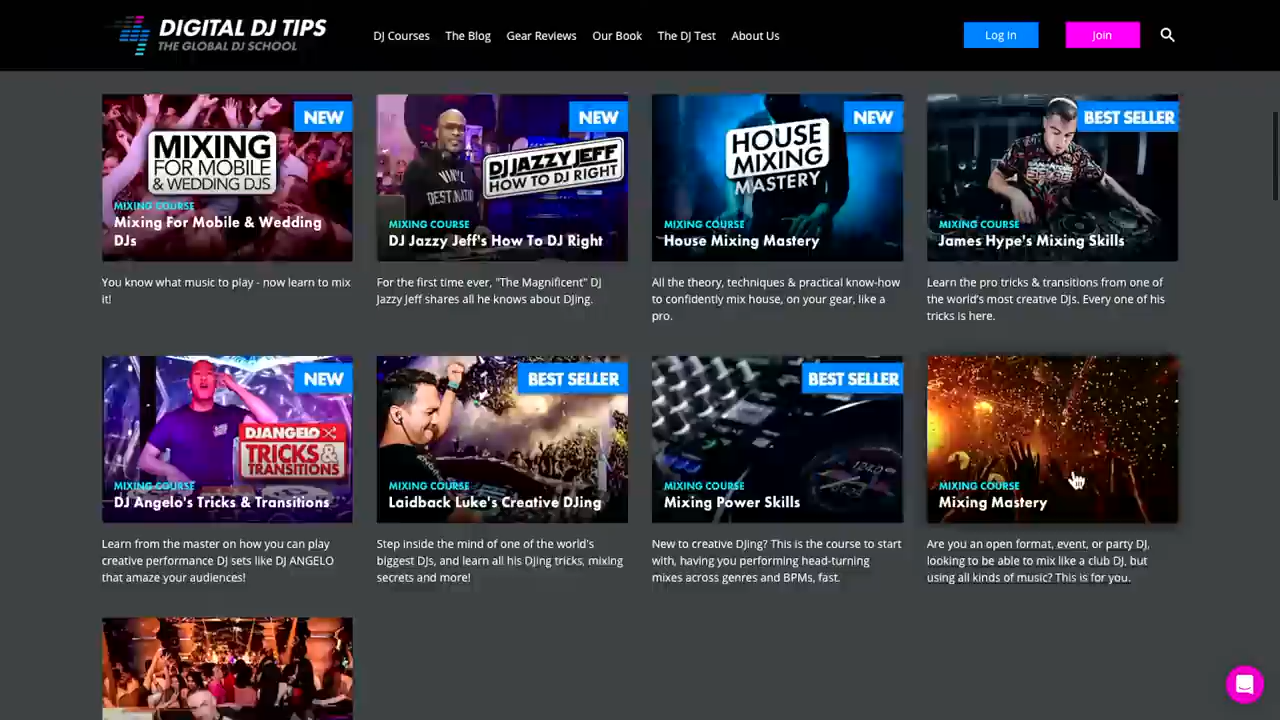 DIGITAL DJ TIPS
THE GLOBAL DJ SCHOOL
DJ Courses
The Blog
Gear Reviews
Our Book
The DJ Test
About Us
Log In
Join
NEW
MIXING
FOR MOBILE
& WEDDING DJS
MIXING COURSE
Mixing For Mobile & Wedding
DJs
You know what music to play - now learn to mix
it!
NEW
DJ JAZZY JEFF
HOW TO DJ RIGHT
VINYL
DESTINATION
MIXING COURSE
DJ Jazzy Jeff's How To DJ Right
For the first time ever, "The Magnificent" DJ
Jazzy Jeff shares all he knows about DJing.
NEW
HOUSE
MIXING
MASTERY
MIXING COURSE
House Mixing Mastery
All the theory, techniques & practical know-how
to confidently mix house, on your gear, like a
pro.
BEST SELLER
MIXING COURSE
James Hype's Mixing Skills
Learn the pro tricks & transitions from one of
the world's most creative DJs. Every one of his
tricks is here.
NEW
DJANGELO
TRICKS &
TRANSITIONS
MIXING COURSE
DJ Angelo's Tricks & Transitions
Learn from the master on how you can play
creative performance DJ sets like DJ ANGELO
that amaze your audiences!
BEST SELLER
MIXING COURSE
Laidback Luke's Creative DJing
Step inside the mind of one of the world's
biggest DJs, and learn all his DJing tricks, mixing
secrets and more!
BEST SELLER
MIXING COURSE
Mixing Power Skills
New to creative DJing? This is the course to start
with, having you performing head-turning
mixes across genres and BPMs, fast.
MIXING COURSE
Mixing Mastery
Are you an open format, event, or party DJ,
looking to be able to mix like a club DJ, but
using all kinds of music? This is for you.